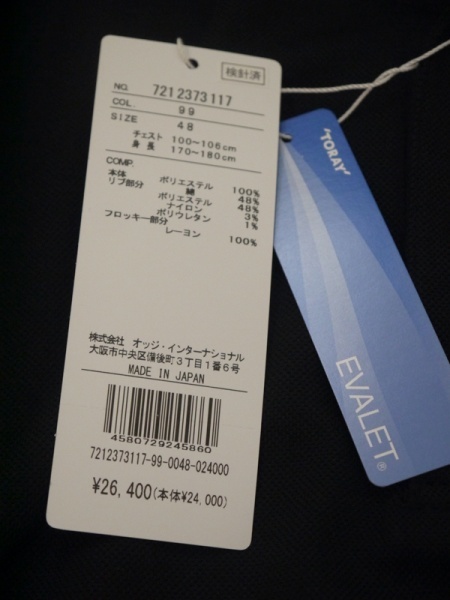 検針済
NO. 7212373117
COL. 99
SIZE 48
チェスト 100～106cm
身長 170～180cm
COMP.
本体 ポリエステル 100%
リブ部分 綿 48%
ポリエステル 48%
ナイロン 3%
ポリウレタン 1%
フロッキー部分
レーヨン 100%
株式会社 オッジ・インターナショナル
大阪市中央区備後町3丁目1番6号
MADE IN JAPAN
4580729245860
7212373117-99-0048-024000
¥26,400(本体¥24,000)
'TORAY'
EVALET®